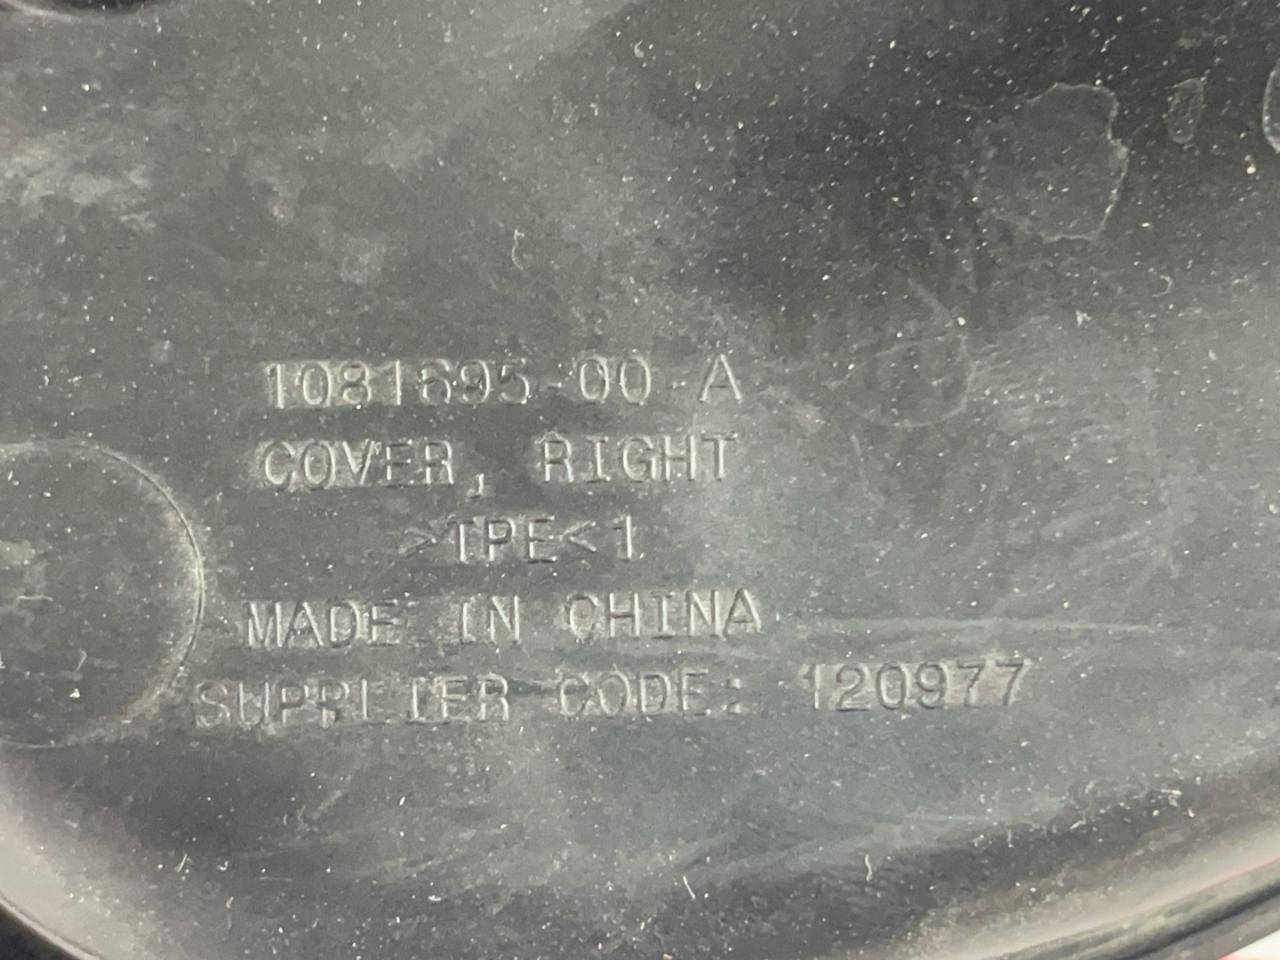 1081695-00-A
COVER, RIGHT
>TPE<1
MADE IN CHINA
SUPPLIER CODE: 120977